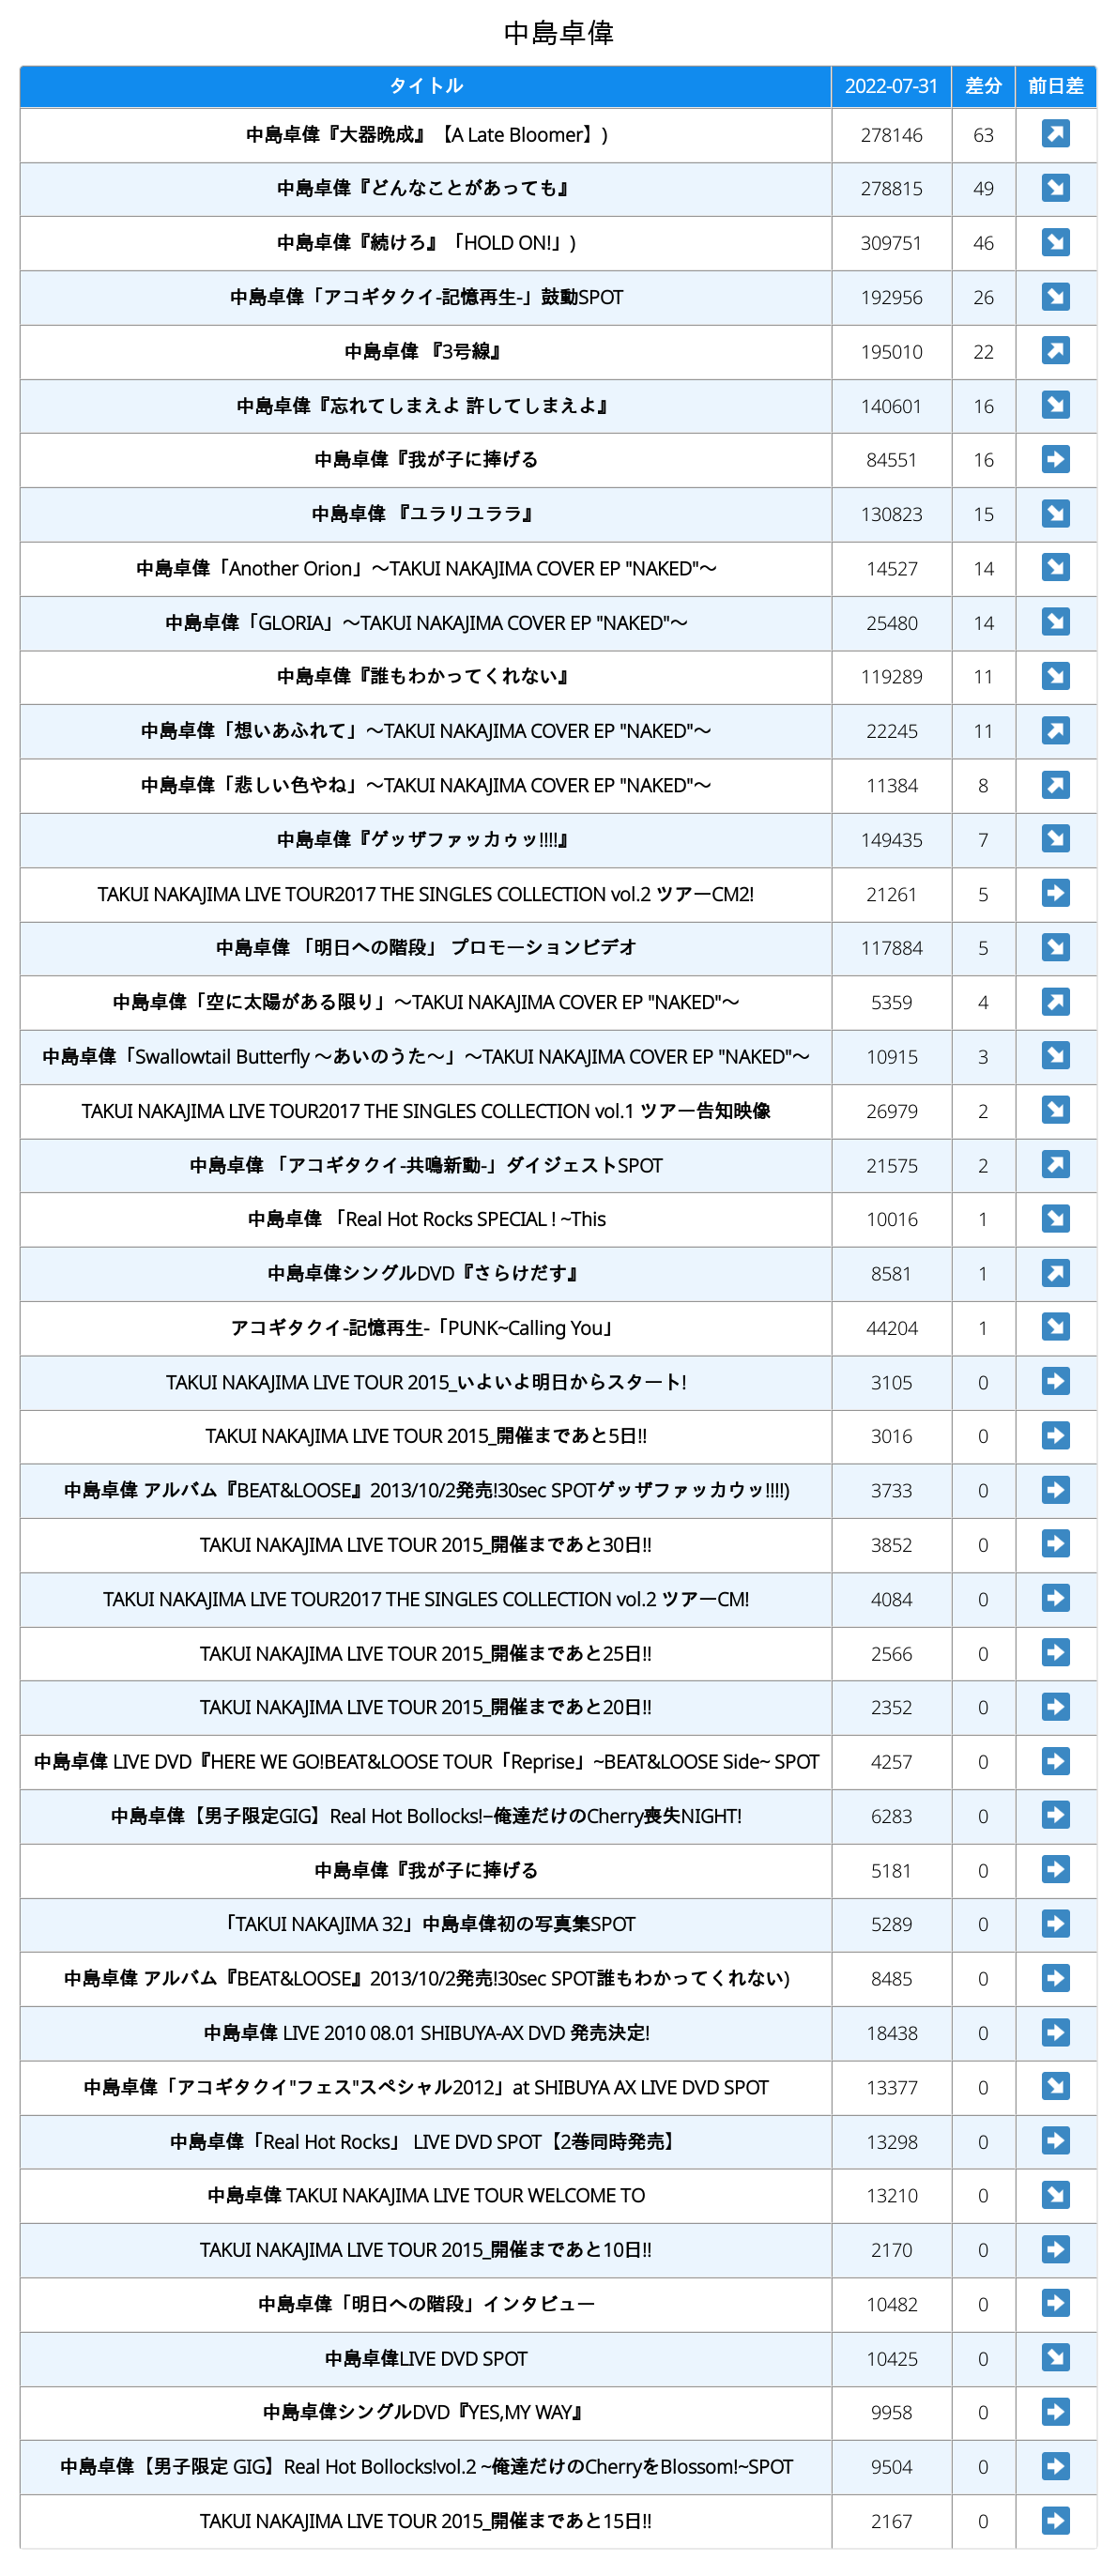 中島卓偉
タイトル 2022-07-31 差分 前日差
中島卓偉『大器晩成』【A Late Bloomer】) 278146 63 ↗
中島卓偉『どんなことがあっても』 278815 49 ↘
中島卓偉『続けろ』「HOLD ON!」) 309751 46 ↘
中島卓偉「アコギタクイ-記憶再生-」鼓動SPOT 192956 26 ↘
中島卓偉 『3号線』 195010 22 ↗
中島卓偉『忘れてしまえよ 許してしまえよ』 140601 16 ↘
中島卓偉『我が子に捧げる 84551 16 ➡
中島卓偉 『ユラリユララ』 130823 15 ↘
中島卓偉「Another Orion」〜TAKUI NAKAJIMA COVER EP "NAKED"〜 14527 14 ↘
中島卓偉「GLORIA」〜TAKUI NAKAJIMA COVER EP "NAKED"〜 25480 14 ↘
中島卓偉『誰もわかってくれない』 119289 11 ↘
中島卓偉「想いあふれて」〜TAKUI NAKAJIMA COVER EP "NAKED"〜 22245 11 ↗
中島卓偉「悲しい色やね」〜TAKUI NAKAJIMA COVER EP "NAKED"〜 11384 8 ↗
中島卓偉『ゲッザファッカゥッ!!!!』 149435 7 ↘
TAKUI NAKAJIMA LIVE TOUR2017 THE SINGLES COLLECTION vol.2 ツアーCM2! 21261 5 ➡
中島卓偉 「明日への階段」 プロモーションビデオ 117884 5 ↘
中島卓偉「空に太陽がある限り」〜TAKUI NAKAJIMA COVER EP "NAKED"〜 5359 4 ↗
中島卓偉「Swallowtail Butterfly 〜あいのうた〜」〜TAKUI NAKAJIMA COVER EP "NAKED"〜 10915 3 ↘
TAKUI NAKAJIMA LIVE TOUR2017 THE SINGLES COLLECTION vol.1 ツアー告知映像 26979 2 ↘
中島卓偉 「アコギタクイ-共鳴新動-」ダイジェストSPOT 21575 2 ↗
中島卓偉 「Real Hot Rocks SPECIAL ! ~This 10016 1 ↘
中島卓偉シングルDVD『さらけだす』 8581 1 ↗
アコギタクイ-記憶再生-「PUNK~Calling You」 44204 1 ↘
TAKUI NAKAJIMA LIVE TOUR 2015_いよいよ明日からスタート! 3105 0 ➡
TAKUI NAKAJIMA LIVE TOUR 2015_開催まであと5日!! 3016 0 ➡
中島卓偉 アルバム『BEAT&LOOSE』2013/10/2発売!30sec SPOTゲッザファッカウッ!!!!) 3733 0 ➡
TAKUI NAKAJIMA LIVE TOUR 2015_開催まであと30日!! 3852 0 ➡
TAKUI NAKAJIMA LIVE TOUR2017 THE SINGLES COLLECTION vol.2 ツアーCM! 4084 0 ➡
TAKUI NAKAJIMA LIVE TOUR 2015_開催まであと25日!! 2566 0 ➡
TAKUI NAKAJIMA LIVE TOUR 2015_開催まであと20日!! 2352 0 ➡
中島卓偉 LIVE DVD『HERE WE GO!BEAT&LOOSE TOUR「Reprise」~BEAT&LOOSE Side~ SPOT 4257 0 ➡
中島卓偉【男子限定GIG】Real Hot Bollocks!−俺達だけのCherry喪失NIGHT! 6283 0 ➡
中島卓偉『我が子に捧げる 5181 0 ➡
「TAKUI NAKAJIMA 32」中島卓偉初の写真集SPOT 5289 0 ➡
中島卓偉 アルバム『BEAT&LOOSE』2013/10/2発売!30sec SPOT誰もわかってくれない) 8485 0 ➡
中島卓偉 LIVE 2010 08.01 SHIBUYA-AX DVD 発売決定! 18438 0 ➡
中島卓偉「アコギタクイ"フェス"スペシャル2012」at SHIBUYA AX LIVE DVD SPOT 13377 0 ↘
中島卓偉「Real Hot Rocks」 LIVE DVD SPOT【2巻同時発売】 13298 0 ➡
中島卓偉 TAKUI NAKAJIMA LIVE TOUR WELCOME TO 13210 0 ↘
TAKUI NAKAJIMA LIVE TOUR 2015_開催まであと10日!! 2170 0 ➡
中島卓偉「明日への階段」インタビュー 10482 0 ➡
中島卓偉LIVE DVD SPOT 10425 0 ↘
中島卓偉シングルDVD『YES,MY WAY』 9958 0 ➡
中島卓偉【男子限定 GIG】Real Hot Bollocks!vol.2 ~俺達だけのCherryをBlossom!~SPOT 9504 0 ➡
TAKUI NAKAJIMA LIVE TOUR 2015_開催まであと15日!! 2167 0 ➡